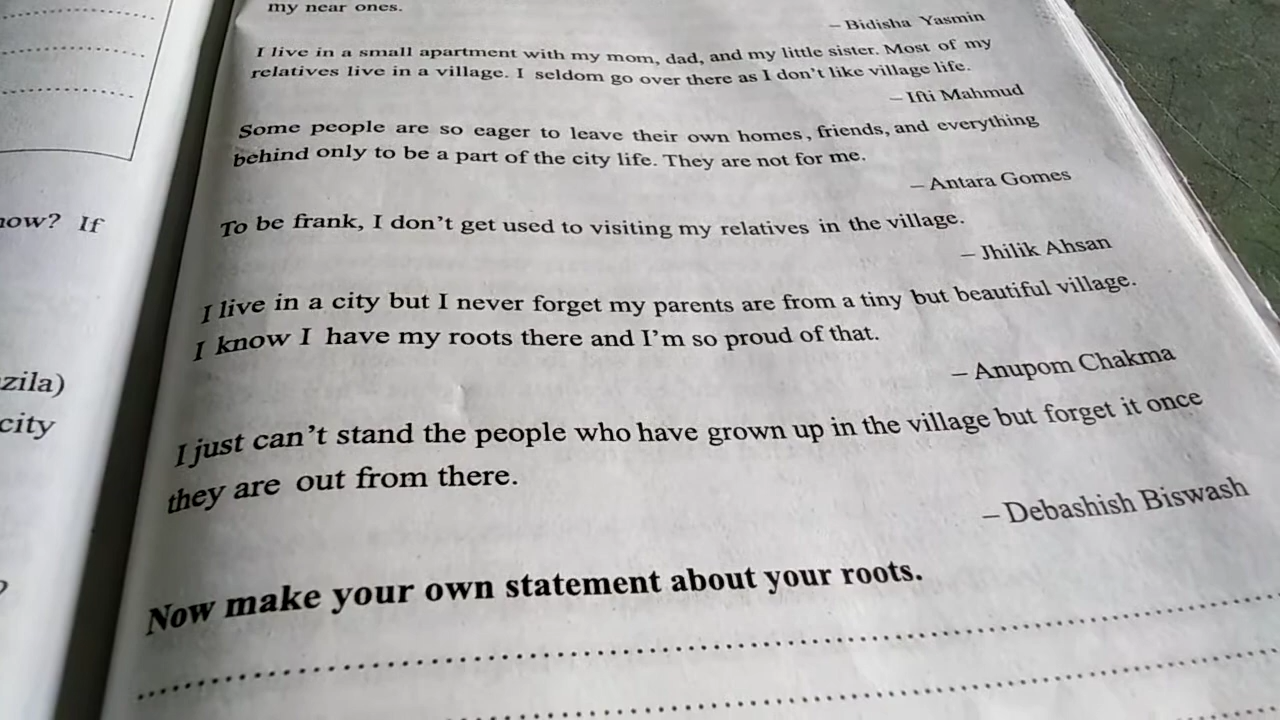 my near ones.
– Bidisha Yasmin
I live in a small apartment with my mom, dad, and my little sister. Most of my
relatives live in a village. I seldom go over there as I don't like village life.
– Ifti Mahmud
Some people are so eager to leave their own homes, friends, and everything
behind only to be a part of the city life. They are not for me.
– Antara Gomes
To be frank, I don't get used to visiting my relatives in the village.
– Jhilik Ahsan
I live in a city but I never forget my parents are from a tiny but beautiful village.
I know I have my roots there and I'm so proud of that.
– Anupom Chakma
I just can't stand the people who have grown up in the village but forget it once
they are out from there.
– Debashish Biswash
Now make your own statement about your roots.
If
city